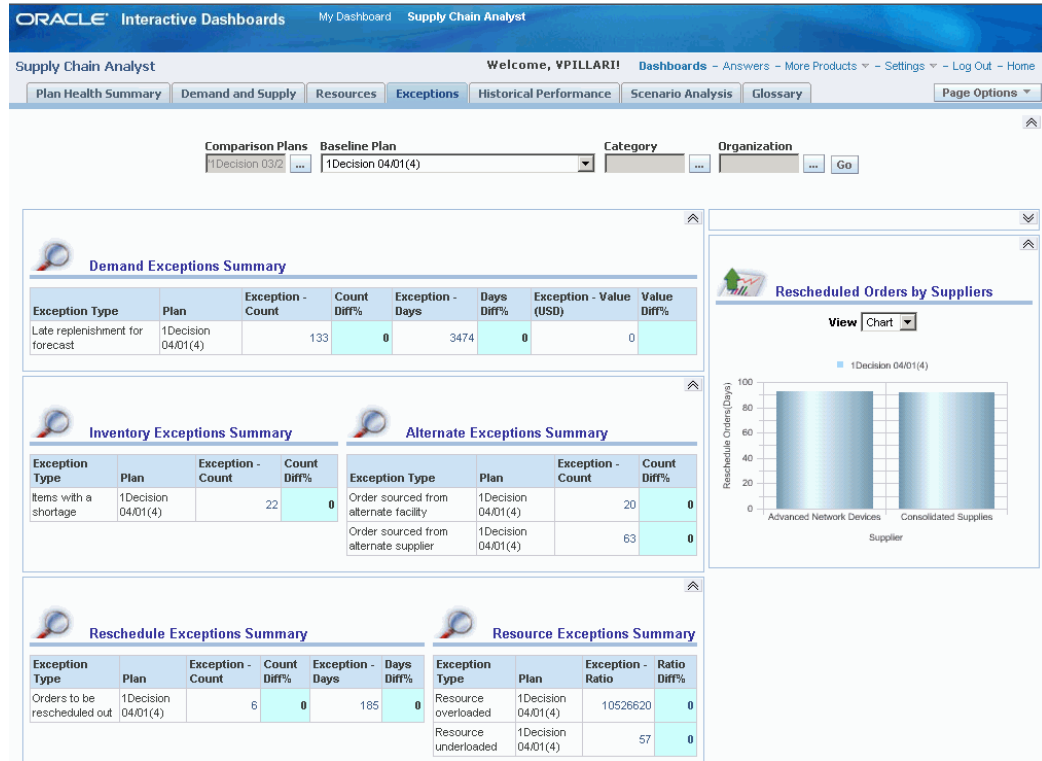 ORACLE® Interactive Dashboards My Dashboard Supply Chain Analyst
Supply Chain Analyst Welcome, VPILLARI! Dashboards - Answers - More Products - Settings - Log Out - Home
Plan Health Summary Demand and Supply Resources Exceptions Historical Performance Scenario Analysis Glossary Page Options
Comparison Plans Baseline Plan Category Organization
'1Decision 03/2 ... 1Decision 04/01(4) ... ... Go
Demand Exceptions Summary
Exception Type Plan Exception - Count Count Diff% Exception - Days Days Diff% Exception - Value (USD) Value Diff%
Late replenishment for forecast 1Decision 04/01(4) 133 0 3474 0 0
Inventory Exceptions Summary
Exception Type Plan Exception - Count Count Diff%
Items with a shortage 1Decision 04/01(4) 22 0
Alternate Exceptions Summary
Exception Type Plan Exception - Count Count Diff%
Order sourced from alternate facility 1Decision 04/01(4) 20 0
Order sourced from alternate supplier 1Decision 04/01(4) 63 0
Reschedule Exceptions Summary
Exception Type Plan Exception - Count Count Diff% Exception - Days Days Diff%
Orders to be rescheduled out 1Decision 04/01(4) 6 0 185 0
Resource Exceptions Summary
Exception Type Plan Exception - Ratio Ratio Diff%
Resource overloaded 1Decision 04/01(4) 10526620 0
Resource underloaded 1Decision 04/01(4) 57 0
Rescheduled Orders by Suppliers
View Chart
1Decision 04/01(4)
Reschedule Orders(Days)
100
80
60
40
20
0
Advanced Network Devices Consolidated Supplies
Supplier